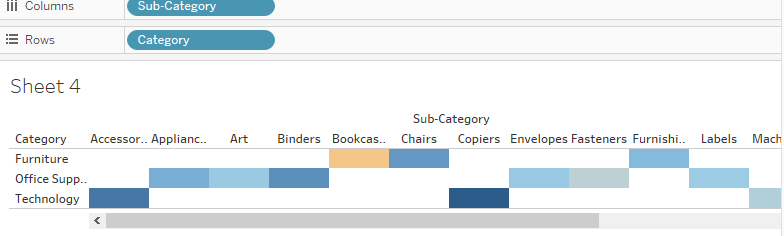 Columns Sub-Category
Rows Category
Sheet 4
Sub-Category
Category Accessor.. Applianc.. Art Binders Bookcas.. Chairs Copiers Envelopes Fasteners Furnishi.. Labels Mach
Furniture
Office Supp..
Technology